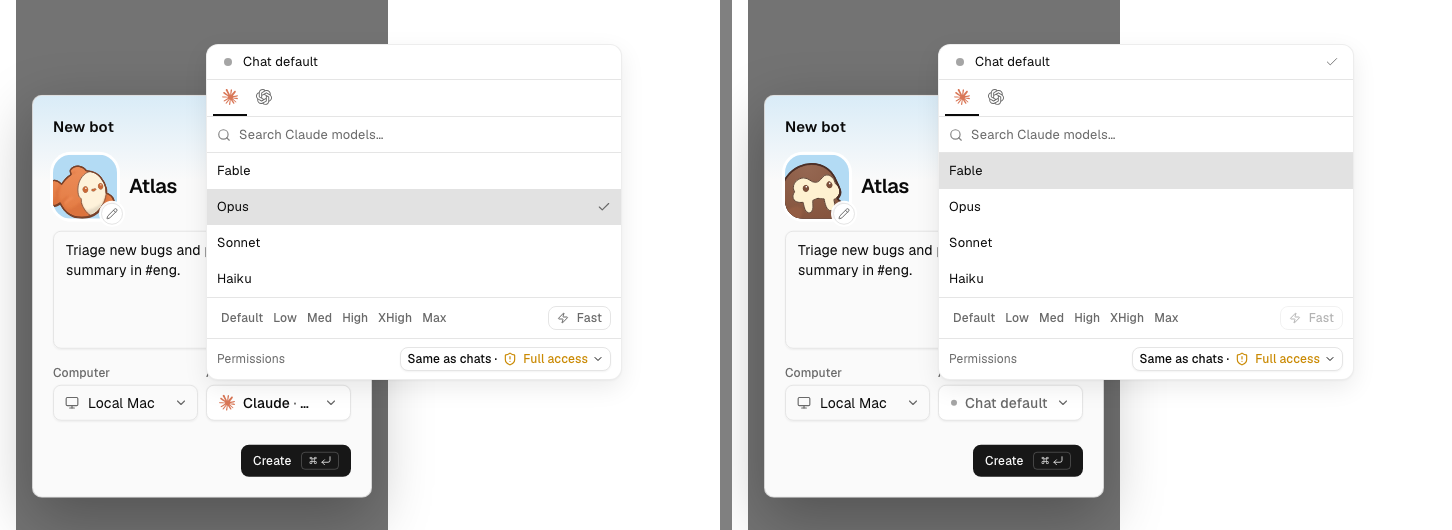 Chat default
Search Claude models…
New bot
Fable
Atlas
Opus
Triage new bugs and
summary in #eng.
Sonnet
Haiku
Default Low Med High XHigh Max Fast
Permissions Same as chats · Full access
Computer
Local Mac Claude · …
Create ⌘
Chat default
Search Claude models…
New bot
Fable
Atlas
Opus
Triage new bugs and
summary in #eng.
Sonnet
Haiku
Default Low Med High XHigh Max Fast
Permissions Same as chats · Full access
Computer
Local Mac Chat default
Create ⌘